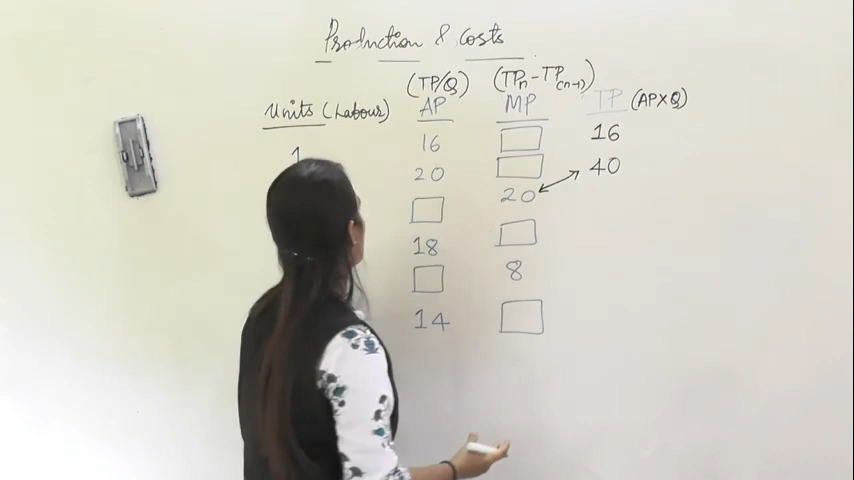 Production & Costs
(TP/Q) (TPn - TP(n-1))
Units (Labour) AP MP TP (AP×Q)
1 16 16
20 40
20
18
8
14